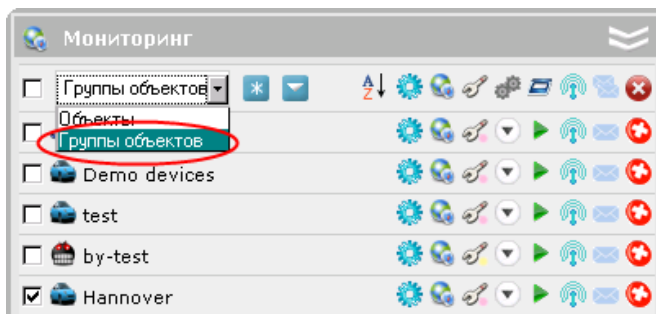 Мониторинг
Группы объектов
A
Z
Объекты
Группы объектов
Demo devices
test
by-test
Hannover